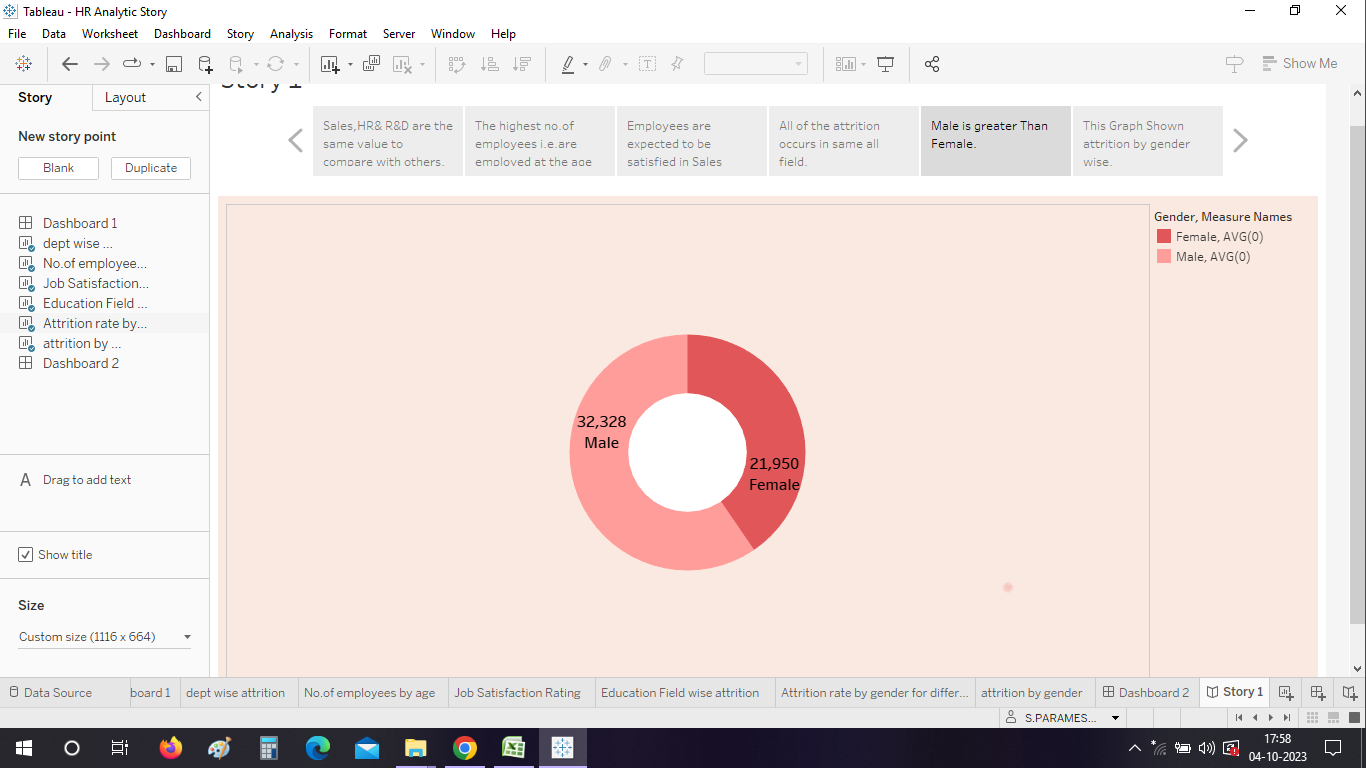 Tableau - HR Analytic Story
File Data Worksheet Dashboard Story Analysis Format Server Window Help
Show Me
Story Layout
Story 1
New story point
Blank Duplicate
Sales,HR& R&D are the
same value to
compare with others.
The highest no.of
employees i.e.are
employed at the age
Employees are
expected to be
satisfied in Sales
All of the attrition
occurs in same all
field.
Male is greater Than
Female.
This Graph Shown
attrition by gender
wise.
Dashboard 1
dept wise ...
No.of employee...
Job Satisfaction...
Education Field ...
Attrition rate by...
attrition by ...
Dashboard 2
A Drag to add text
Show title
Size
Custom size (1116 x 664)
Gender, Measure Names
Female, AVG(0)
Male, AVG(0)
32,328
Male
21,950
Female
Data Source board 1 dept wise attrition No.of employees by age Job Satisfaction Rating Education Field wise attrition Attrition rate by gender for differ... attrition by gender Dashboard 2 Story 1
S.PARAMES...
17:58
04-10-2023